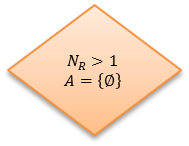 N_R > 1
A = {∅}